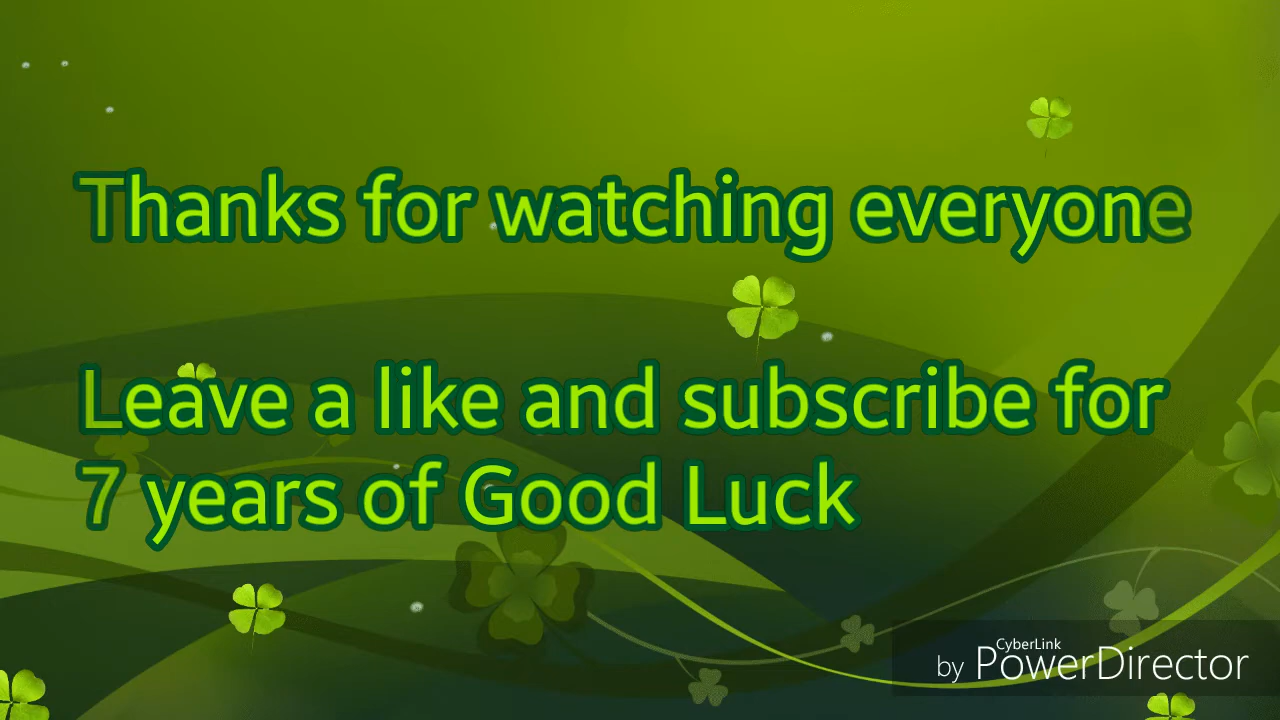 Thanks for watching everyone
Leave a like and subscribe for
7 years of Good Luck
CyberLink
by PowerDirector